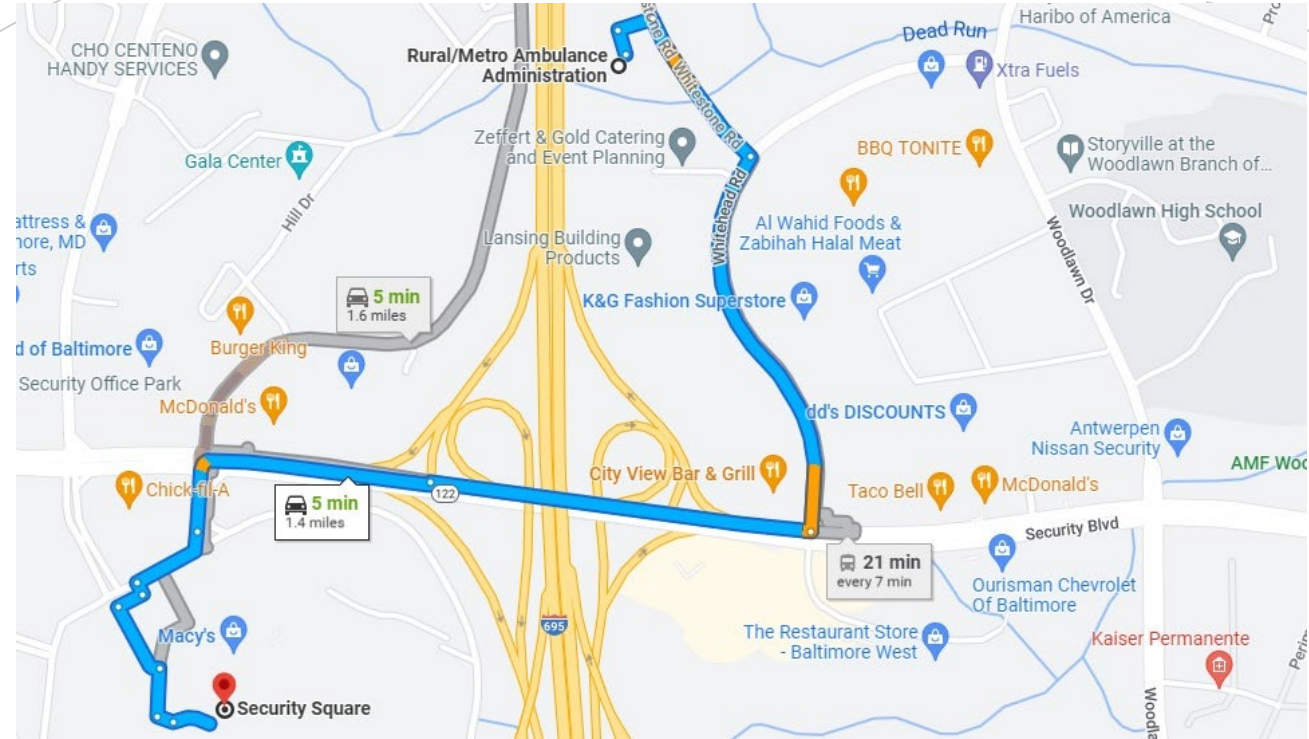 Haribo of America
CHO CENTENO
HANDY SERVICES
Rural/Metro Ambulance
Administration
Dead Run
Xtra Fuels
Whitestone Rd
Zeffert & Gold Catering
and Event Planning
BBQ TONITE
Storyville at the
Woodlawn Branch of...
Gala Center
Hill Dr
Whitehead Rd
Al Wahid Foods &
Zabihah Halal Meat
Woodlawn High School
Woodlawn Dr
attress &
more, MD
rts
Lansing Building
Products
K&G Fashion Superstore
5 min
1.6 miles
d of Baltimore
Burger King
Security Office Park
McDonald's
dd's DISCOUNTS
Antwerpen
Nissan Security
City View Bar & Grill
AMF Woo
Chick-fil-A
122
Taco Bell
McDonald's
5 min
1.4 miles
Security Blvd
21 min
every 7 min
Ourisman Chevrolet
Of Baltimore
695
Macy's
The Restaurant Store
- Baltimore West
Kaiser Permanente
Security Square
Woodla